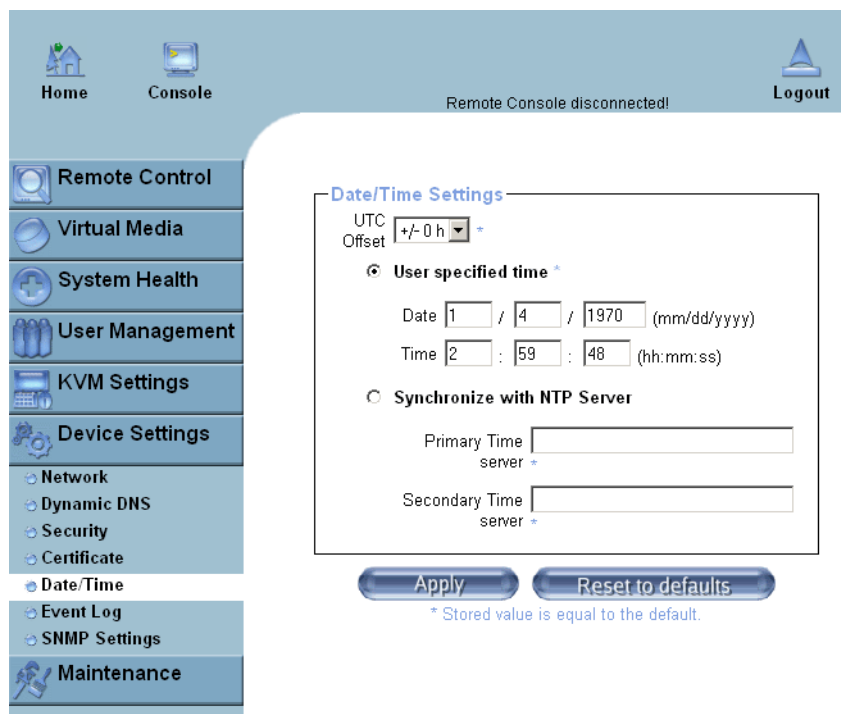 Home
Console
Remote Console disconnected!
Logout
Remote Control
Virtual Media
System Health
User Management
KVM Settings
Device Settings
Network
Dynamic DNS
Security
Certificate
Date/Time
Event Log
SNMP Settings
Maintenance
Date/Time Settings
UTC
Offset +/- 0 h *
User specified time *
Date 1 / 4 / 1970 (mm/dd/yyyy)
Time 2 : 59 : 48 (hh:mm:ss)
Synchronize with NTP Server
Primary Time
server *
Secondary Time
server *
Apply Reset to defaults
* Stored value is equal to the default.